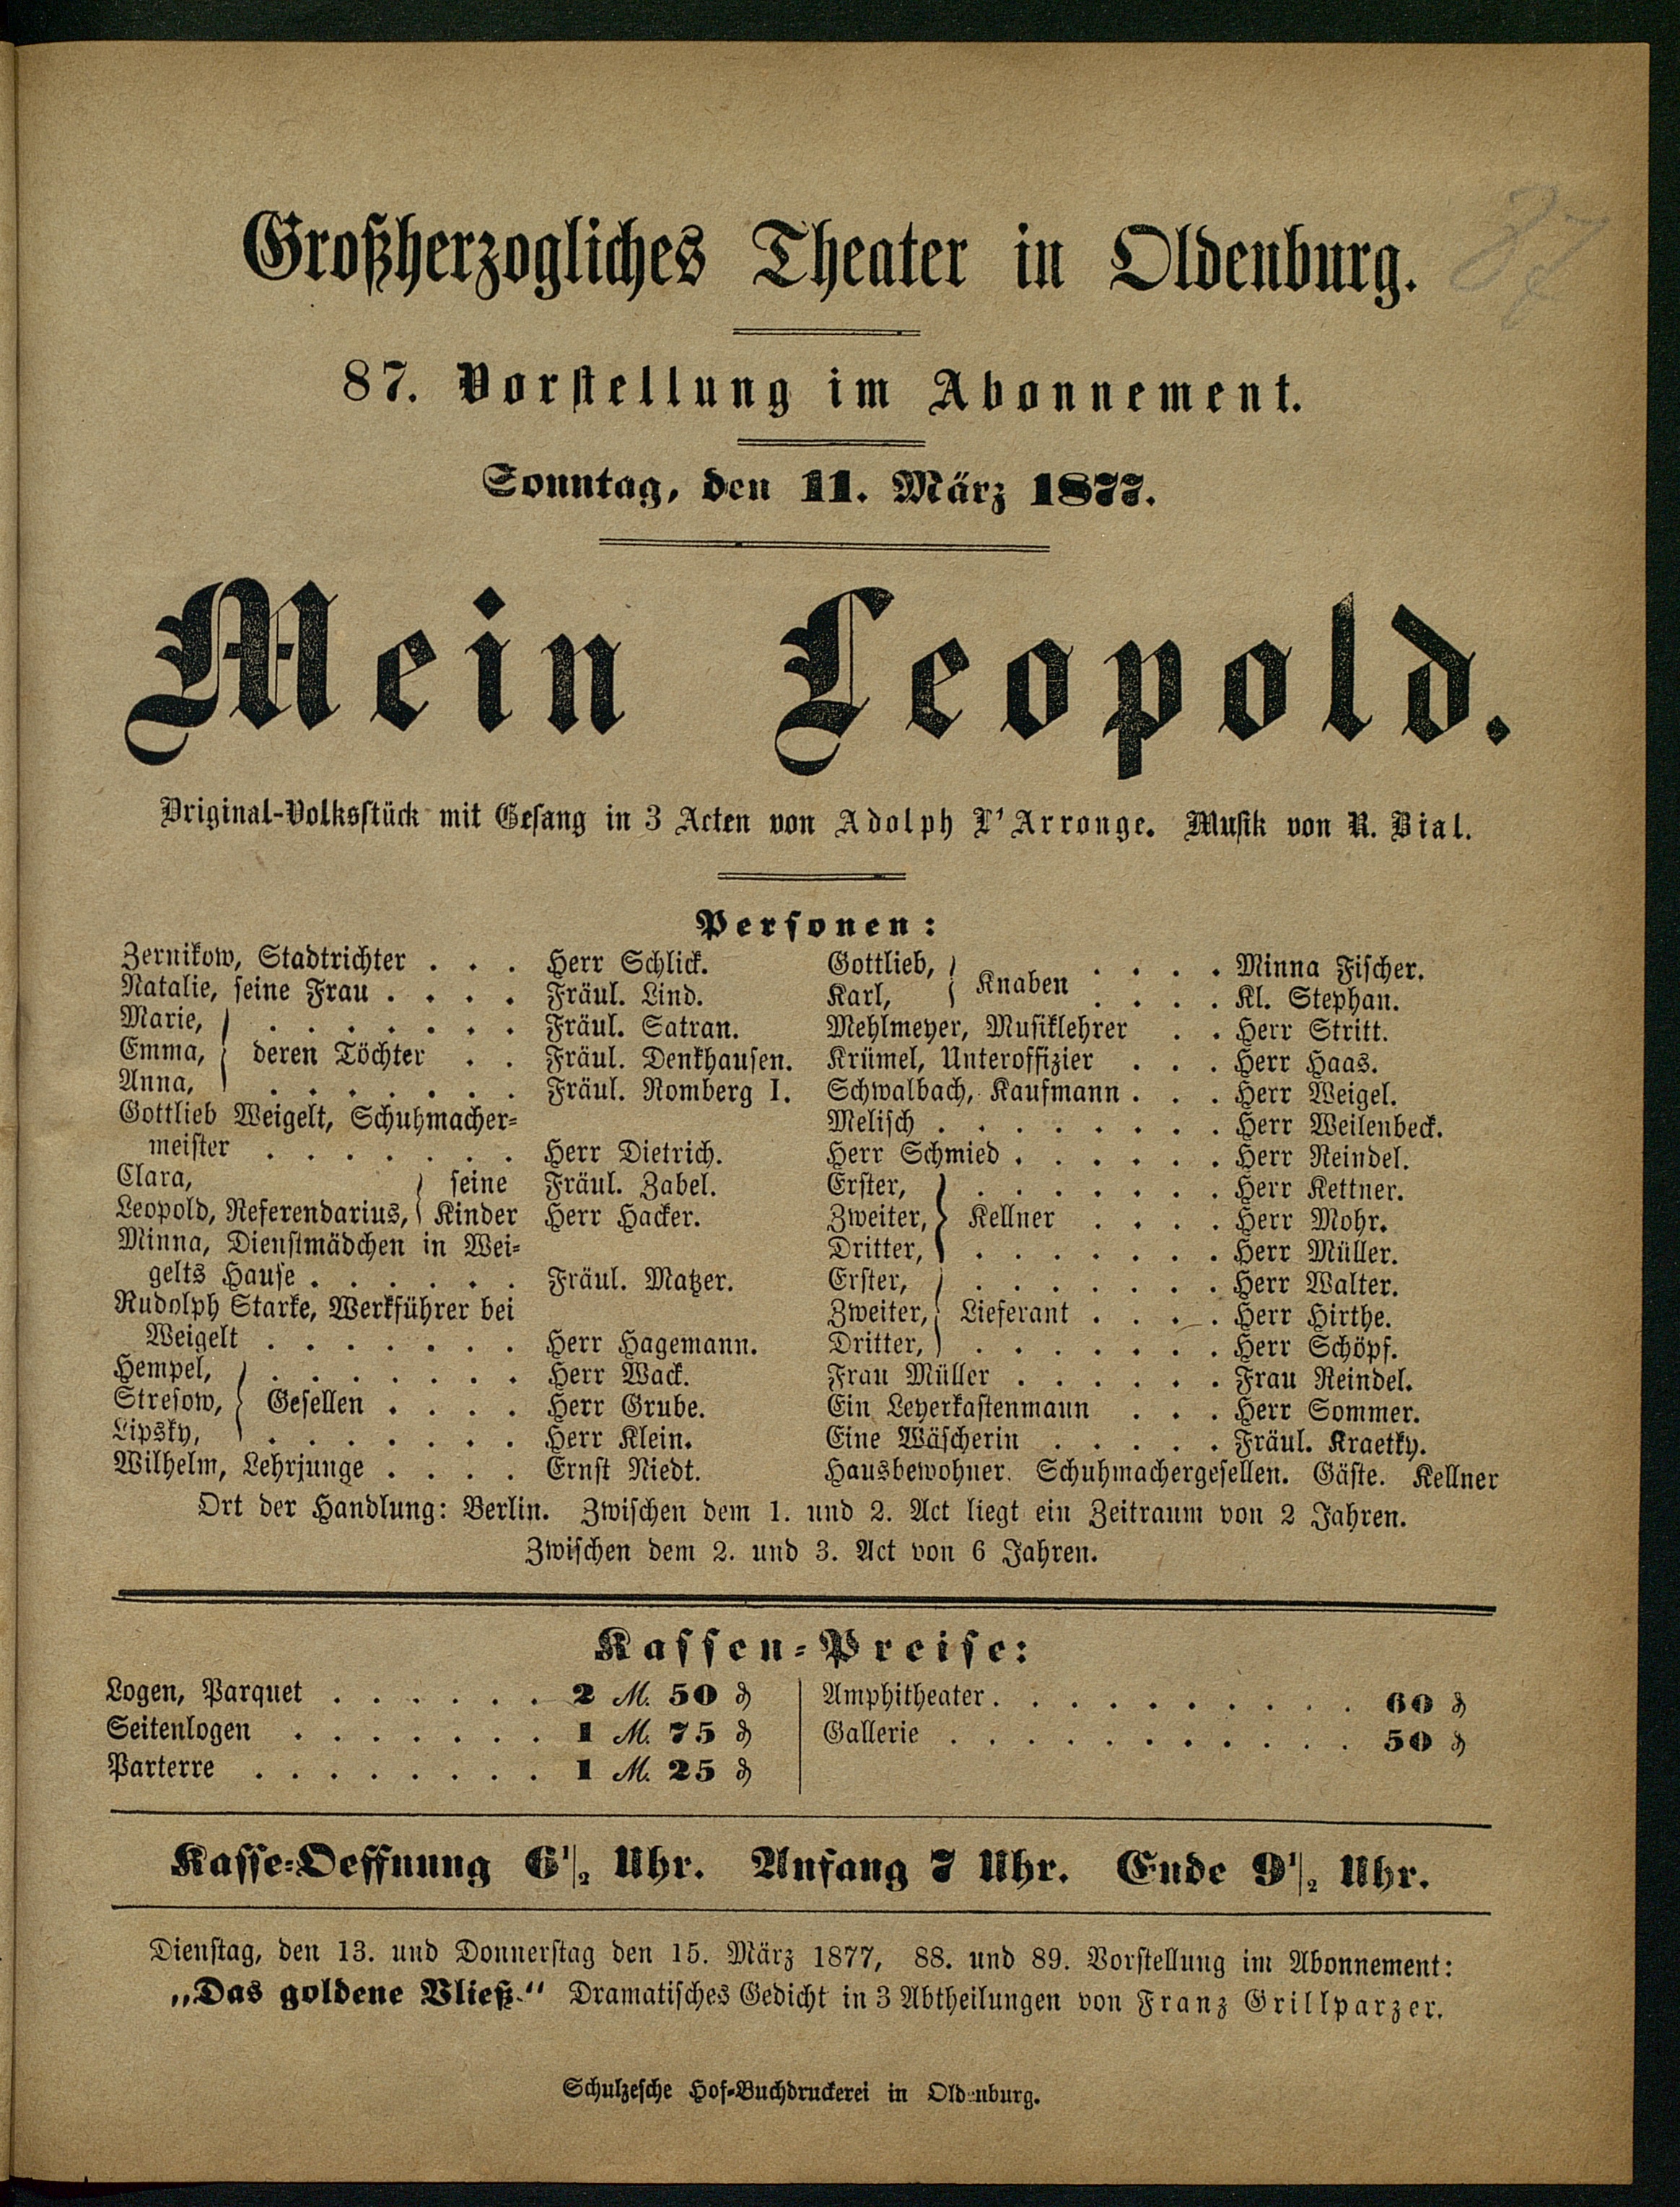 Großherzogliches Theater in Oldenburg.
87
87. Vorstellung im Abonnement.
Sonntag, den 11. März 1877.
Mein Leopold.
Original-Volksstück mit Gesang in 3 Acten von Adolph L'Arronge. Musik von R. Bial.
Personen:
Zernikow, Stadtrichter . . . Herr Schlick.
Natalie, seine Frau . . . . Fräul. Lind.
Marie, . . . . . . . Fräul. Satran.
Emma, } deren Töchter . . Fräul. Denkhausen.
Anna, . . . . . . . Fräul. Romberg I.
Gottlieb Weigelt, Schuhmacher-
meister . . . . . . . Herr Dietrich.
Clara, } seine Fräul. Zabel.
Leopold, Referendarius, } Kinder Herr Hacker.
Minna, Dienstmädchen in Wei-
gelts Hause . . . . . . Fräul. Matzer.
Rudolph Starke, Werkführer bei
Weigelt . . . . . . . Herr Hagemann.
Hempel, . . . . . . . Herr Wack.
Stresow, } Gesellen . . . . Herr Grube.
Lipsky, . . . . . . . Herr Klein.
Wilhelm, Lehrjunge . . . . Ernst Riedt.
Gottlieb, } Knaben . . . . Minna Fischer.
Karl, . . . . Kl. Stephan.
Mehlmeyer, Musiklehrer . . Herr Stritt.
Krümel, Unteroffizier . . . Herr Haas.
Schwalbach, Kaufmann . . . Herr Weigel.
Melisch . . . . . . . . Herr Weilenbeck.
Herr Schmied . . . . . . Herr Reindel.
Erster, . . . . . . . Herr Kettner.
Zweiter, } Kellner . . . . Herr Mohr.
Dritter, . . . . . . . Herr Müller.
Erster, . . . . . . . Herr Walter.
Zweiter, } Lieferant . . . . Herr Hirthe.
Dritter, . . . . . . . Herr Schöpf.
Frau Müller . . . . . . Frau Reindel.
Ein Leyerkastenmann . . . Herr Sommer.
Eine Wäscherin . . . . . Fräul. Kraetky.
Hausbewohner. Schuhmachergesellen. Gäste. Kellner
Ort der Handlung: Berlin. Zwischen dem 1. und 2. Act liegt ein Zeitraum von 2 Jahren.
Zwischen dem 2. und 3. Act von 6 Jahren.
Kassen-Preise:
Logen, Parquet . . . . . . 2 M. 50 ₰
Seitenlogen . . . . . . . 1 M. 75 ₰
Parterre . . . . . . . . 1 M. 25 ₰
Amphitheater . . . . . . . . . . 60 ₰
Gallerie . . . . . . . . . . . 50 ₰
Kasse-Oeffnung 6½ Uhr. Anfang 7 Uhr. Ende 9½ Uhr.
Dienstag, den 13. und Donnerstag den 15. März 1877, 88. und 89. Vorstellung im Abonnement:
„Das goldene Vließ." Dramatisches Gedicht in 3 Abtheilungen von Franz Grillparzer.
Schulzesche Hof-Buchdruckerei in Oldenburg.